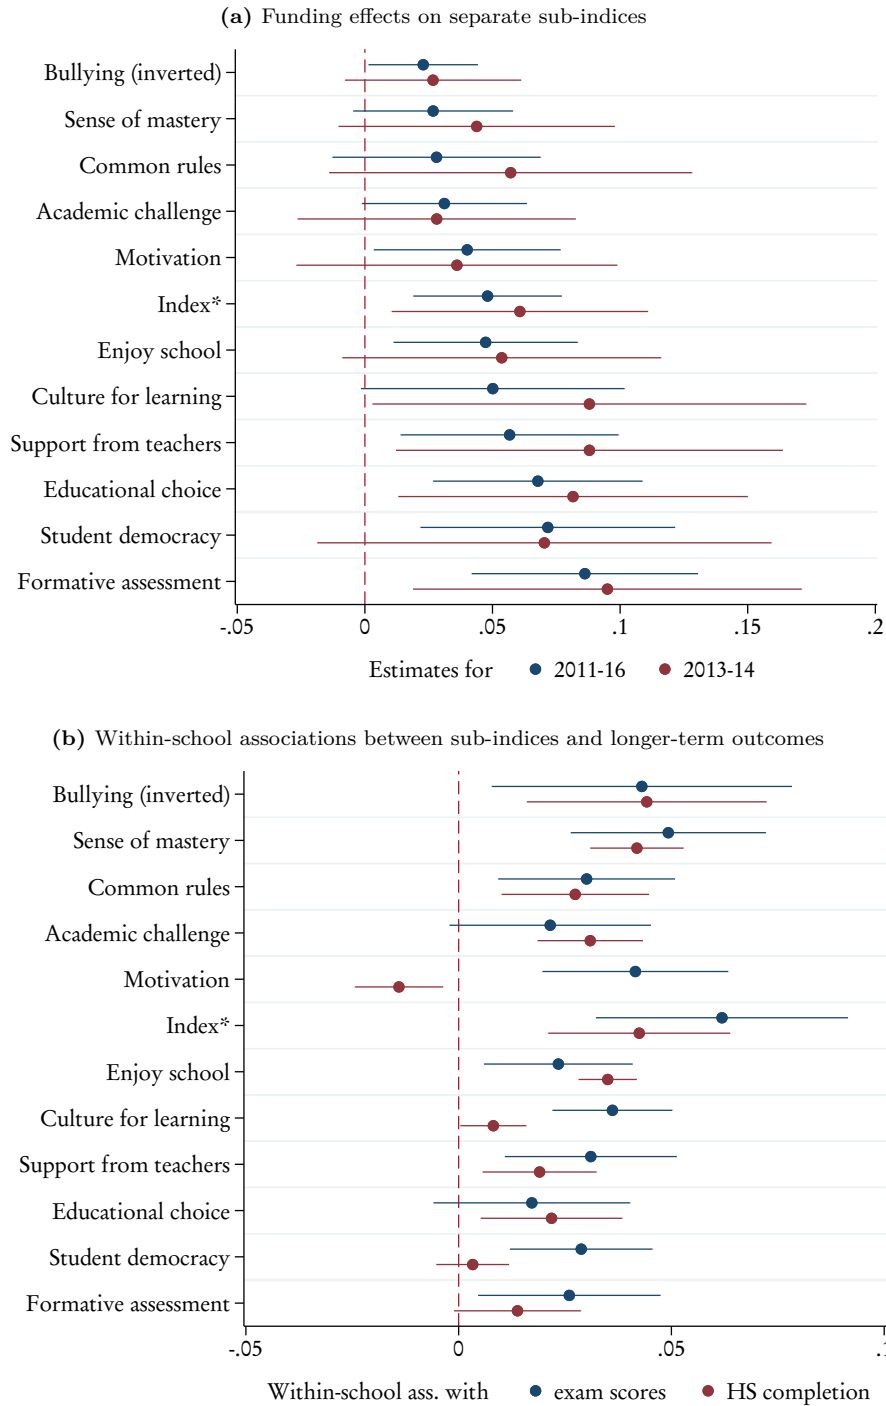 (a) Funding effects on separate sub-indices
Bullying (inverted)
Sense of mastery
Common rules
Academic challenge
Motivation
Index*
Enjoy school
Culture for learning
Support from teachers
Educational choice
Student democracy
Formative assessment
-.05 0 .05 .1 .15 .2
Estimates for 2011-16 2013-14
(b) Within-school associations between sub-indices and longer-term outcomes
Bullying (inverted)
Sense of mastery
Common rules
Academic challenge
Motivation
Index*
Enjoy school
Culture for learning
Support from teachers
Educational choice
Student democracy
Formative assessment
-.05 0 .05
Within-school ass. with exam scores HS completion